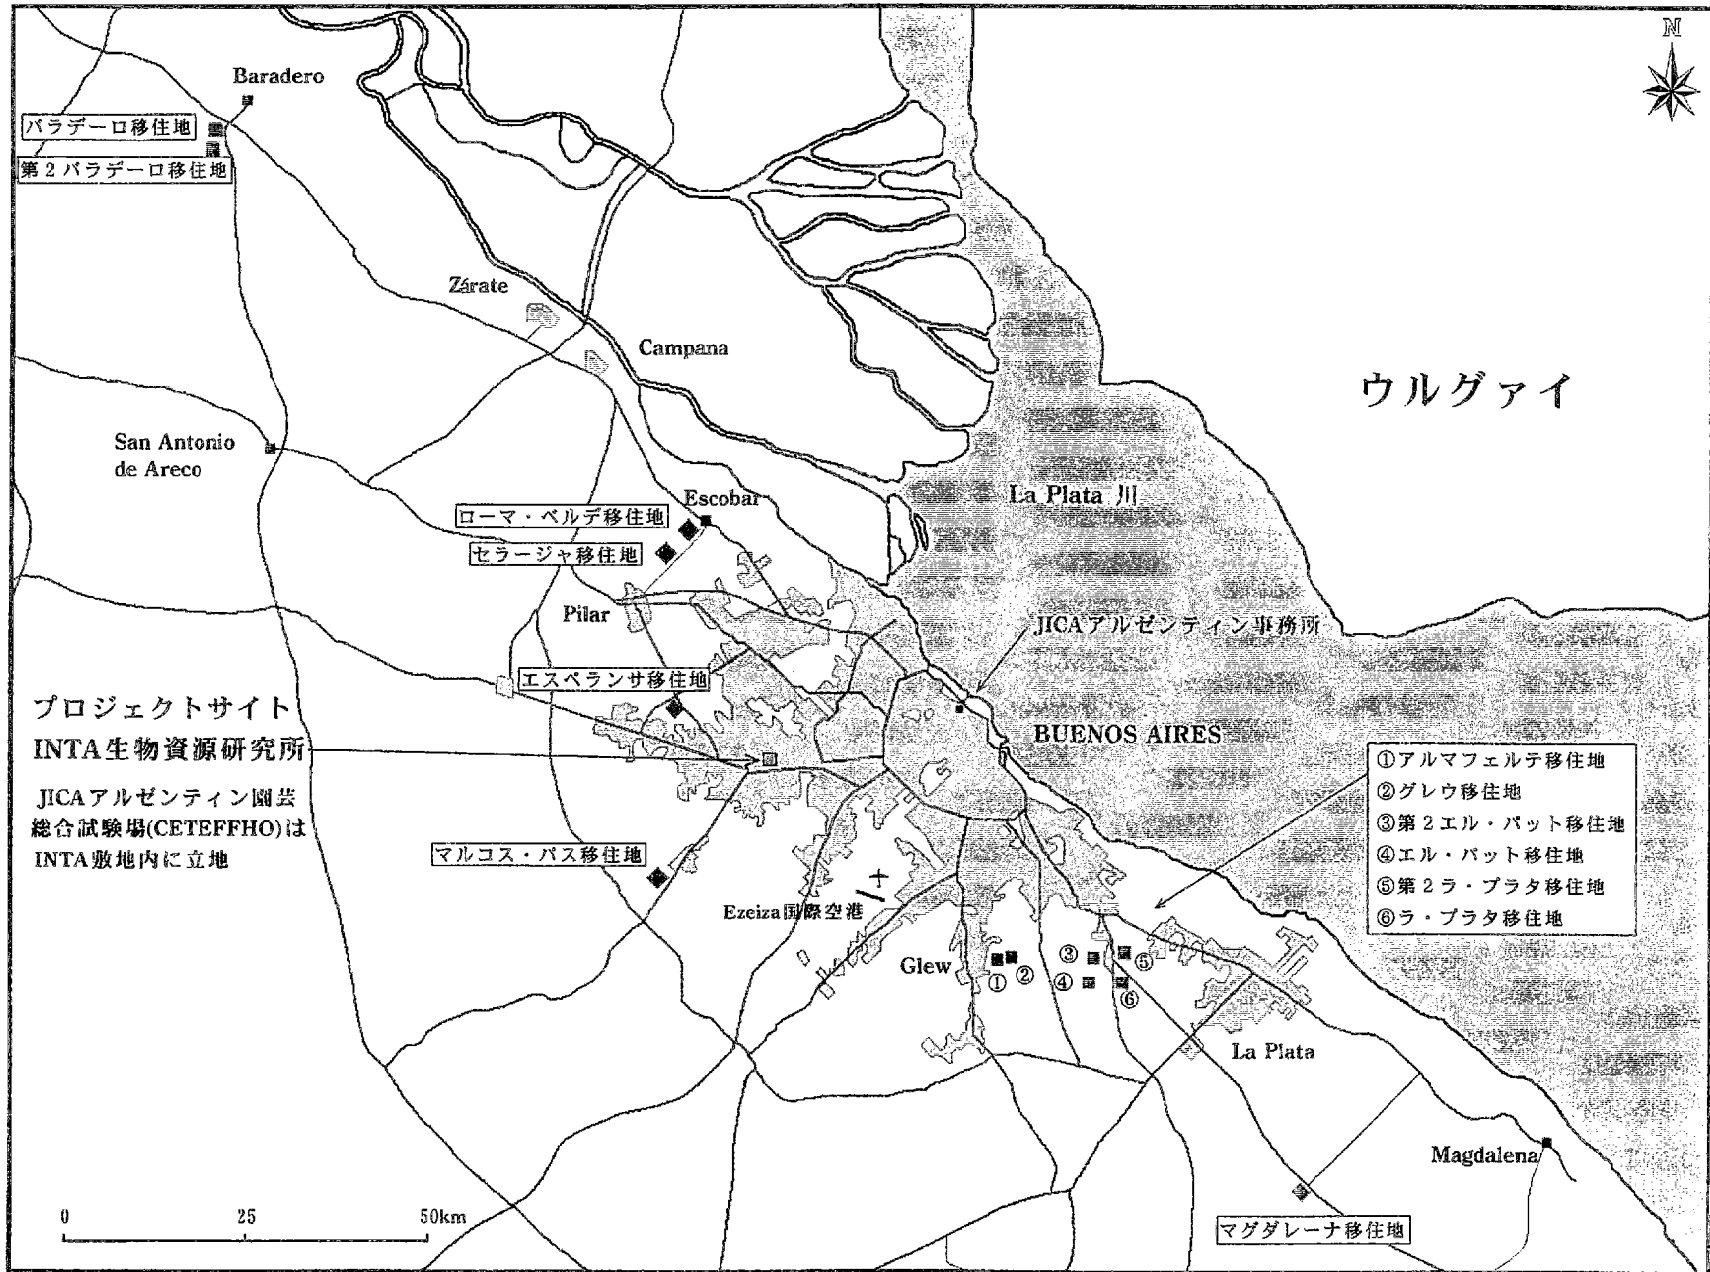 N
Baradero
バラデーロ移住地
第2バラデーロ移住地
Zárate
Campana
ウルグァイ
San Antonio
de Areco
Escobar
La Plata 川
ローマ・ベルデ移住地
セラージャ移住地
Pilar
JICAアルゼンティン事務所
エスペランサ移住地
プロジェクトサイト
INTA生物資源研究所
BUENOS AIRES
JICAアルゼンティン園芸
総合試験場(CETEFFHO)は
INTA敷地内に立地
①アルマフェルテ移住地
②グレウ移住地
③第2エル・パット移住地
④エル・パット移住地
⑤第2ラ・プラタ移住地
⑥ラ・プラタ移住地
マルコス・パス移住地
Ezeiza国際空港
Glew
①
②
③
④
⑤
⑥
La Plata
Magdalena
マグダレーナ移住地
0 25 50km